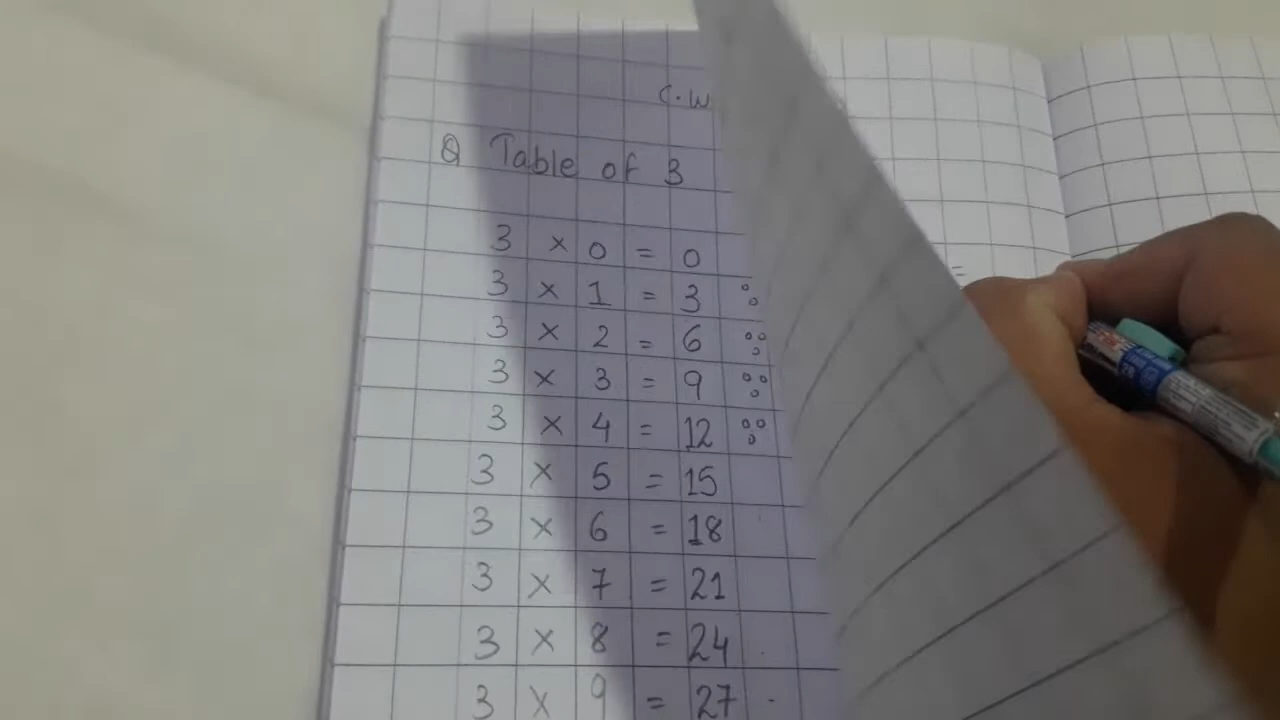 C.W
Q Table of 3
3 × 0 = 0
3 × 1 = 3
3 × 2 = 6
3 × 3 = 9
3 × 4 = 12
3 × 5 = 15
3 × 6 = 18
3 × 7 = 21
3 × 8 = 24
3 × 9 = 27
=